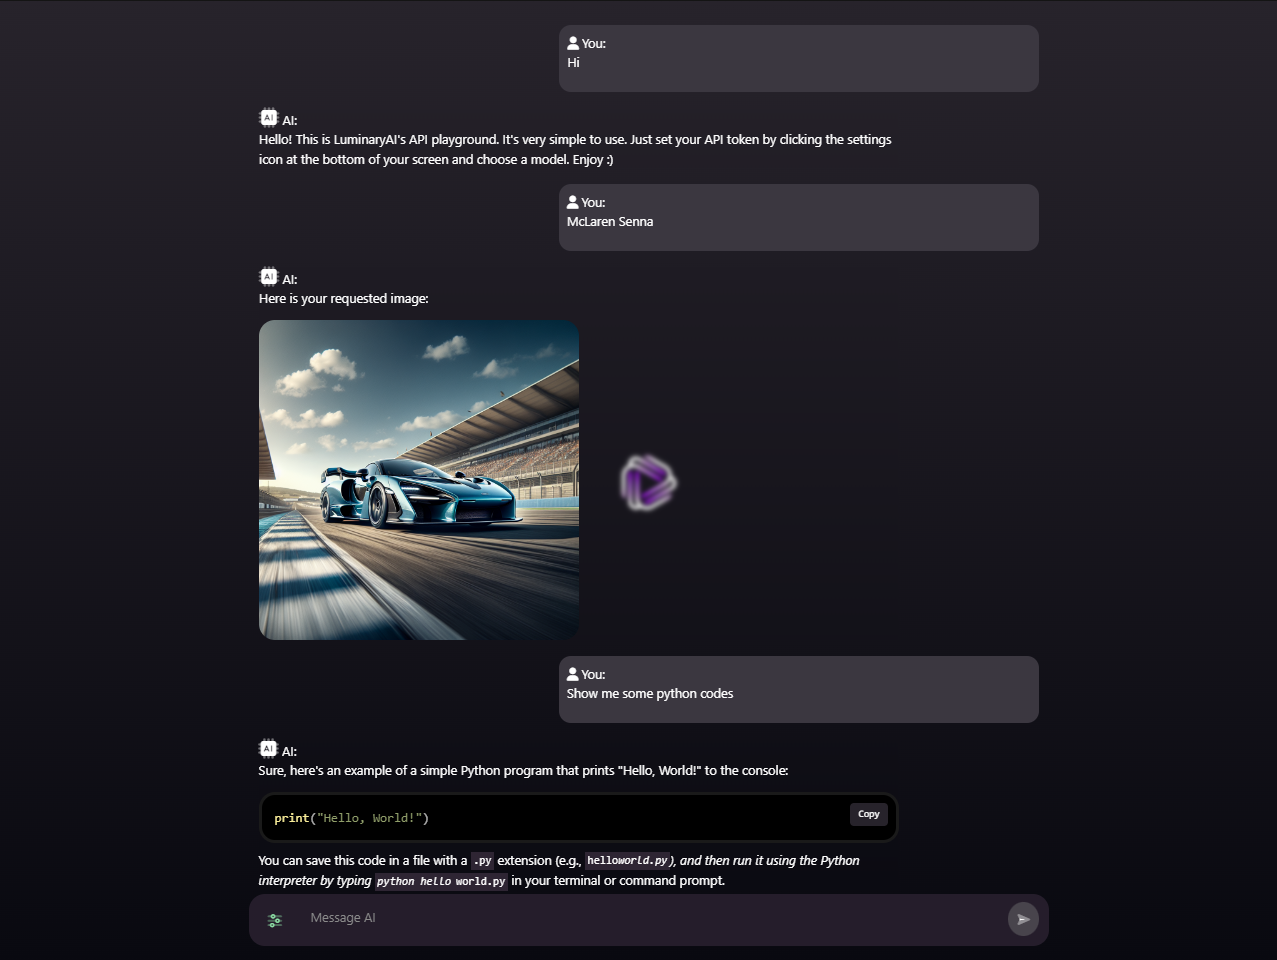 You:
Hi
AI:
Hello! This is LuminaryAI's API playground. It's very simple to use. Just set your API token by clicking the settings
icon at the bottom of your screen and choose a model. Enjoy :)
You:
McLaren Senna
AI:
Here is your requested image:
You:
Show me some python codes
AI:
Sure, here's an example of a simple Python program that prints "Hello, World!" to the console:
print("Hello, World!")
Copy
You can save this code in a file with a .py extension (e.g., helloworld.py), and then run it using the Python
interpreter by typing python hello world.py in your terminal or command prompt.
Message AI